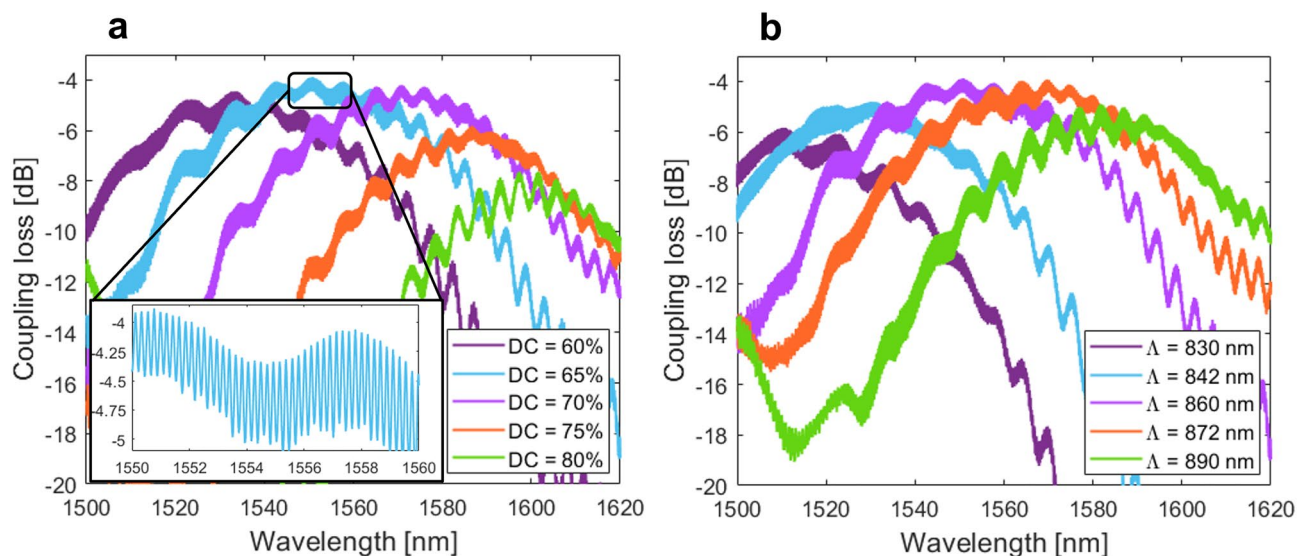 a
Coupling loss [dB]
-4
-6
-8
-10
-12
-14
-16
-18
-20
1500
1520
1540
1560
1580
1600
1620
Wavelength [nm]
-4
-4.25
-4.5
-4.75
-5
1550
1552
1554
1556
1558
1560
DC = 60%
DC = 65%
DC = 70%
DC = 75%
DC = 80%
b
Coupling loss [dB]
-4
-6
-8
-10
-12
-14
-16
-18
-20
1500
1520
1540
1560
1580
1600
1620
Wavelength [nm]
Λ = 830 nm
Λ = 842 nm
Λ = 860 nm
Λ = 872 nm
Λ = 890 nm